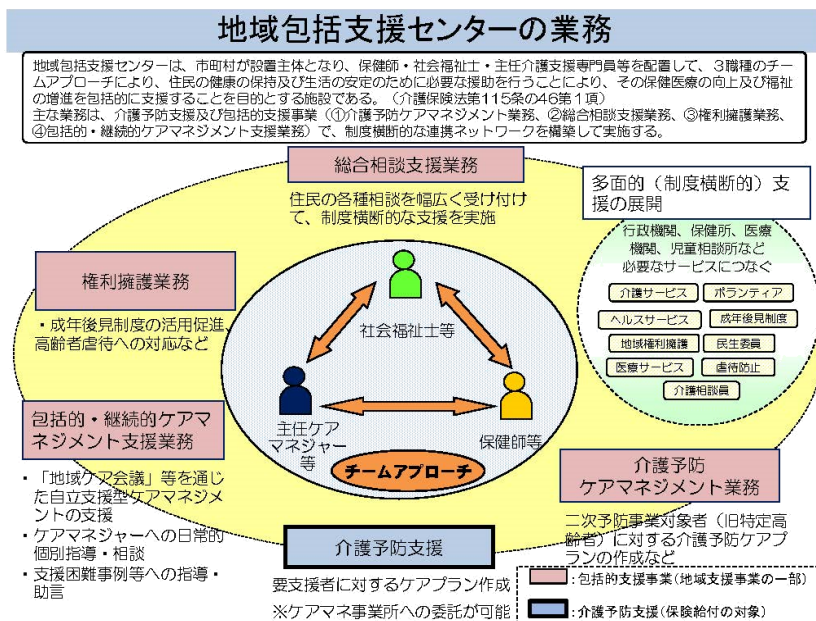 地域包括支援センターの業務
地域包括支援センターは、市町村が設置主体となり、保健師・社会福祉士・主任介護支援専門員等を配置して、３職種のチー
ムアプローチにより、住民の健康の保持及び生活の安定のために必要な援助を行うことにより、その保健医療の向上及び福祉
の増進を包括的に支援することを目的とする施設である。（介護保険法第115条の46第１項）
主な業務は、介護予防支援及び包括的支援事業（①介護予防ケアマネジメント業務、②総合相談支援業務、③権利擁護業務、
④包括的・継続的ケアマネジメント支援業務）で、制度横断的な連携ネットワークを構築して実施する。
総合相談支援業務
住民の各種相談を幅広く受け付け
て、制度横断的な支援を実施
多面的（制度横断的）支
援の展開
行政機関、保健所、医療
機関、児童相談所など
必要なサービスにつなぐ
介護サービス
ボランティア
ヘルスサービス
成年後見制度
地域権利擁護
民生委員
医療サービス
虐待防止
介護相談員
権利擁護業務
・成年後見制度の活用促進、
高齢者虐待への対応など
社会福祉士等
主任ケア
マネジャー
等
保健師等
チームアプローチ
包括的・継続的ケアマ
ネジメント支援業務
・「地域ケア会議」等を通じ
た自立支援型ケアマネジメ
ントの支援
・ケアマネジャーへの日常的
個別指導・相談
・支援困難事例等への指導・
助言
介護予防
ケアマネジメント業務
二次予防事業対象者（旧特定高
齢者）に対する介護予防ケアプ
ランの作成など
介護予防支援
要支援者に対するケアプラン作成
※ケアマネ事業所への委託が可能
：包括的支援事業（地域支援事業の一部）
：介護予防支援（保険給付の対象）